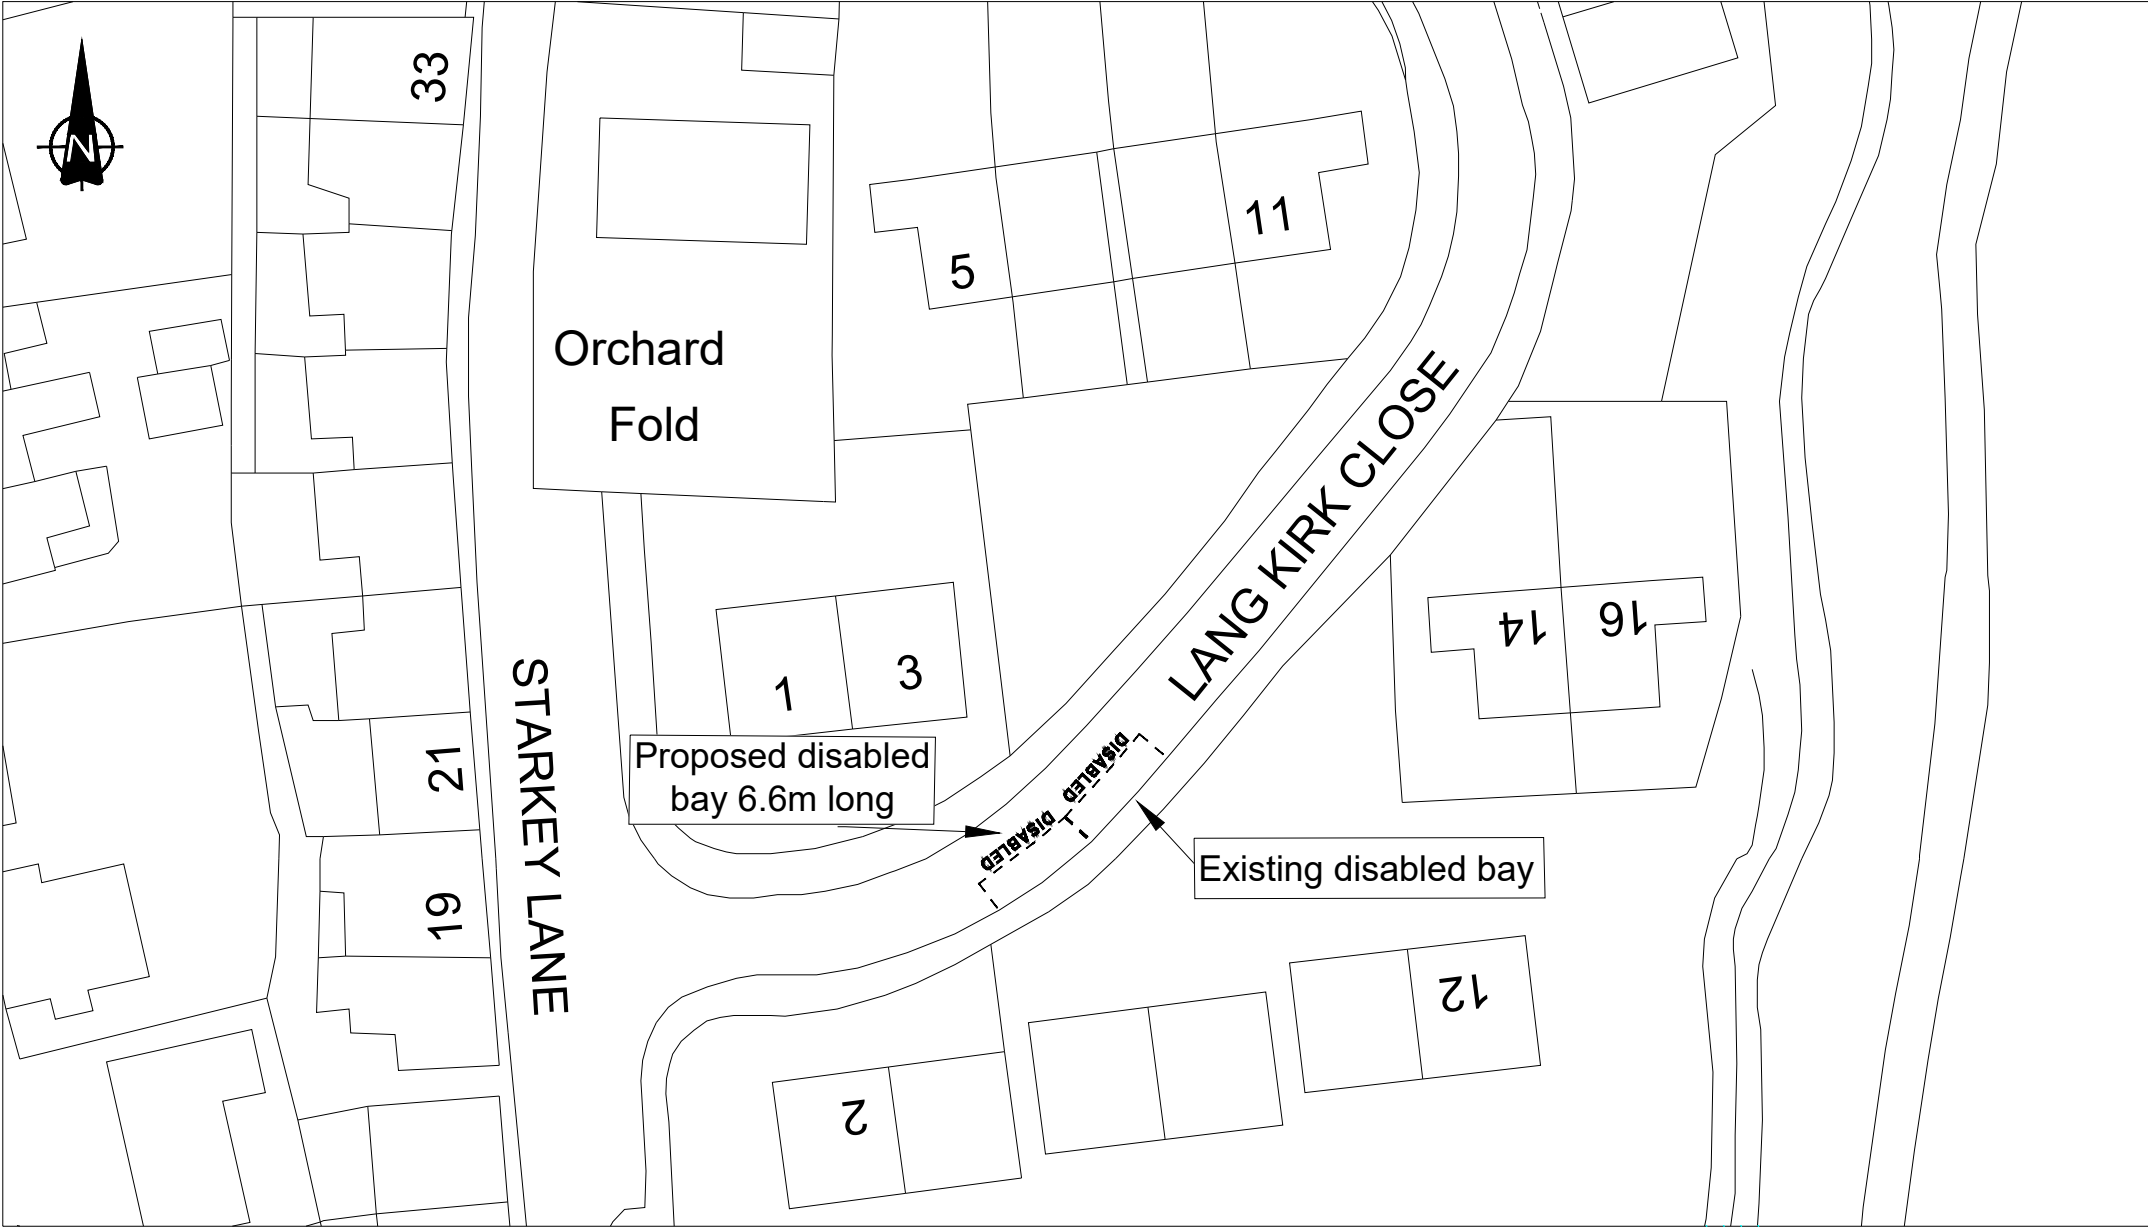 33
N
11
5
Orchard
Fold
LANG KIRK CLOSE
14
16
3
1
STARKEY LANE
21
Proposed disabled
bay 6.6m long
DISABLED
DISABLED
Existing disabled bay
19
12
2